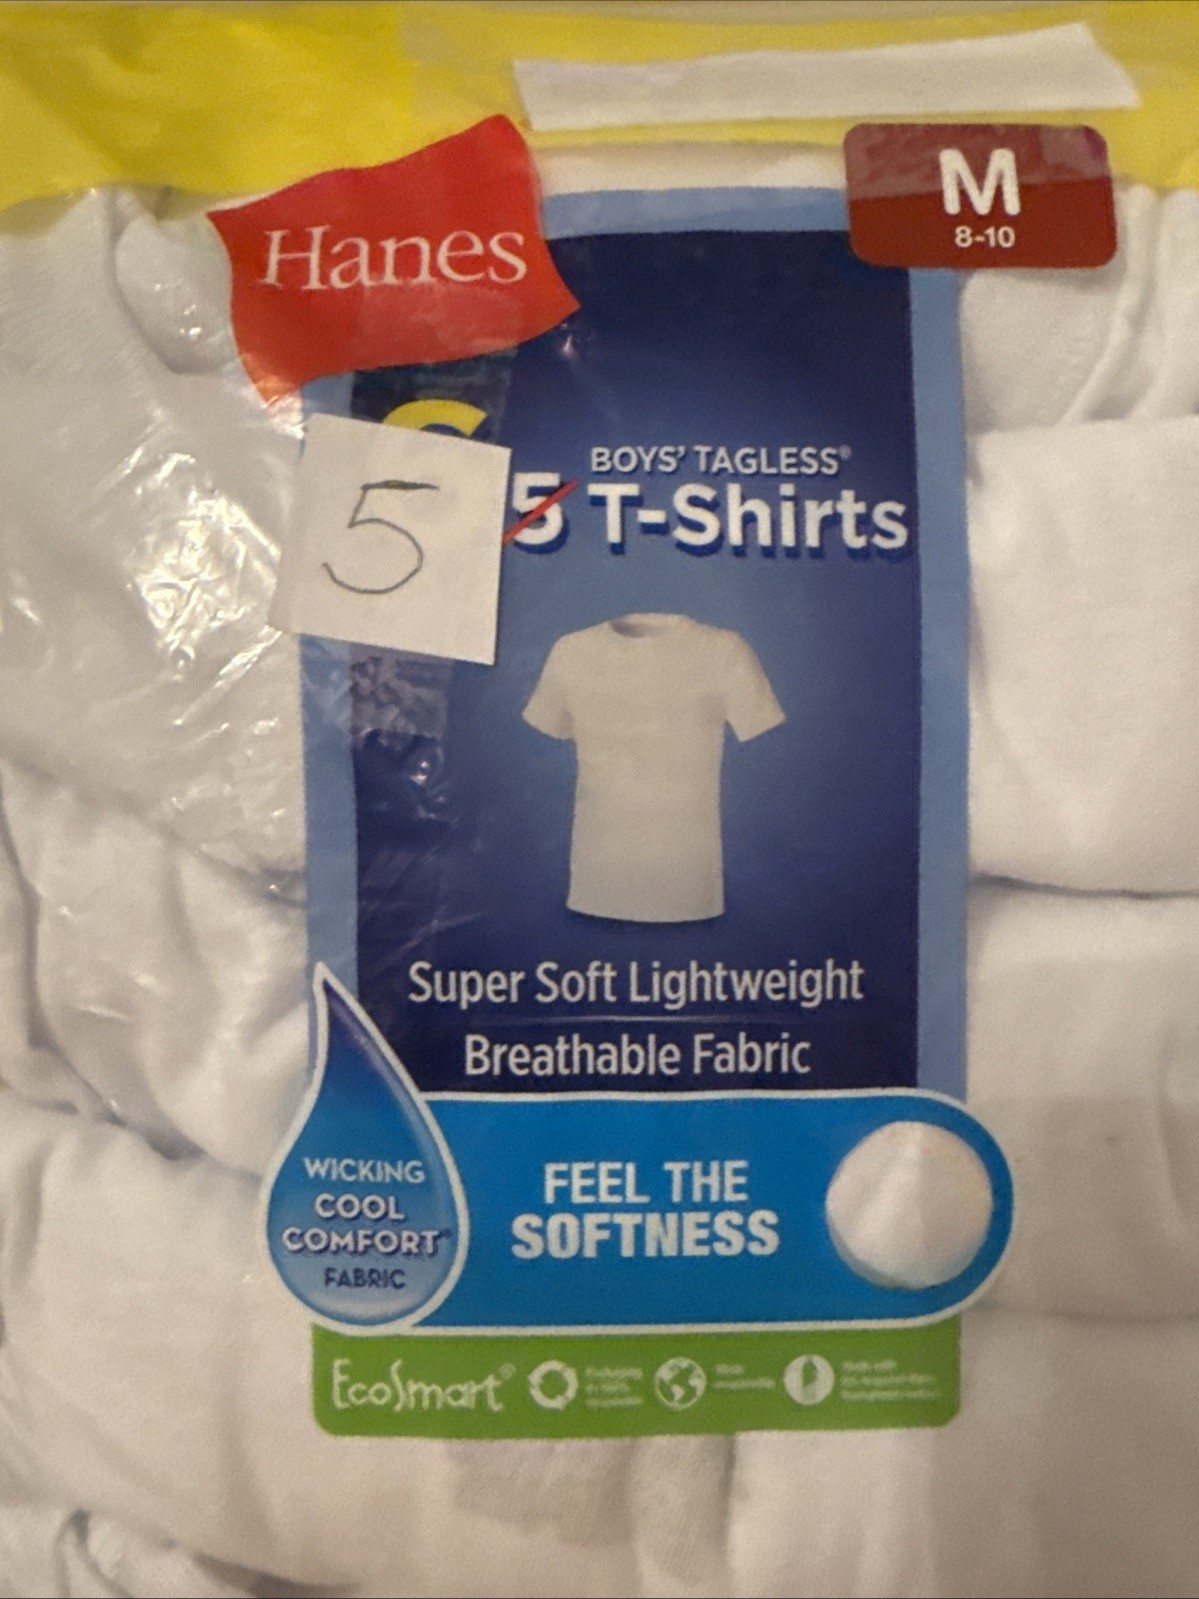 Hanes
M
8-10
BOYS' TAGLESS®
5 5 T-Shirts
Super Soft Lightweight
Breathable Fabric
WICKING
COOL
COMFORT®
FABRIC
FEEL THE
SOFTNESS
EcoSmart®